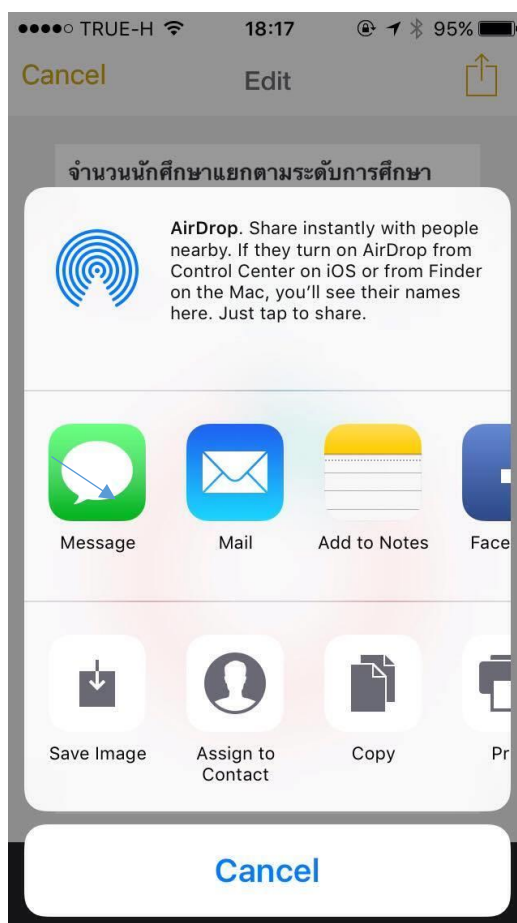 TRUE-H 18:17 95%
Cancel Edit
จำนวนนักศึกษาแยกตามระดับการศึกษา
AirDrop. Share instantly with people
nearby. If they turn on AirDrop from
Control Center on iOS or from Finder
on the Mac, you'll see their names
here. Just tap to share.
Message Mail Add to Notes Face
Save Image Assign to Copy Pr
Contact
Cancel